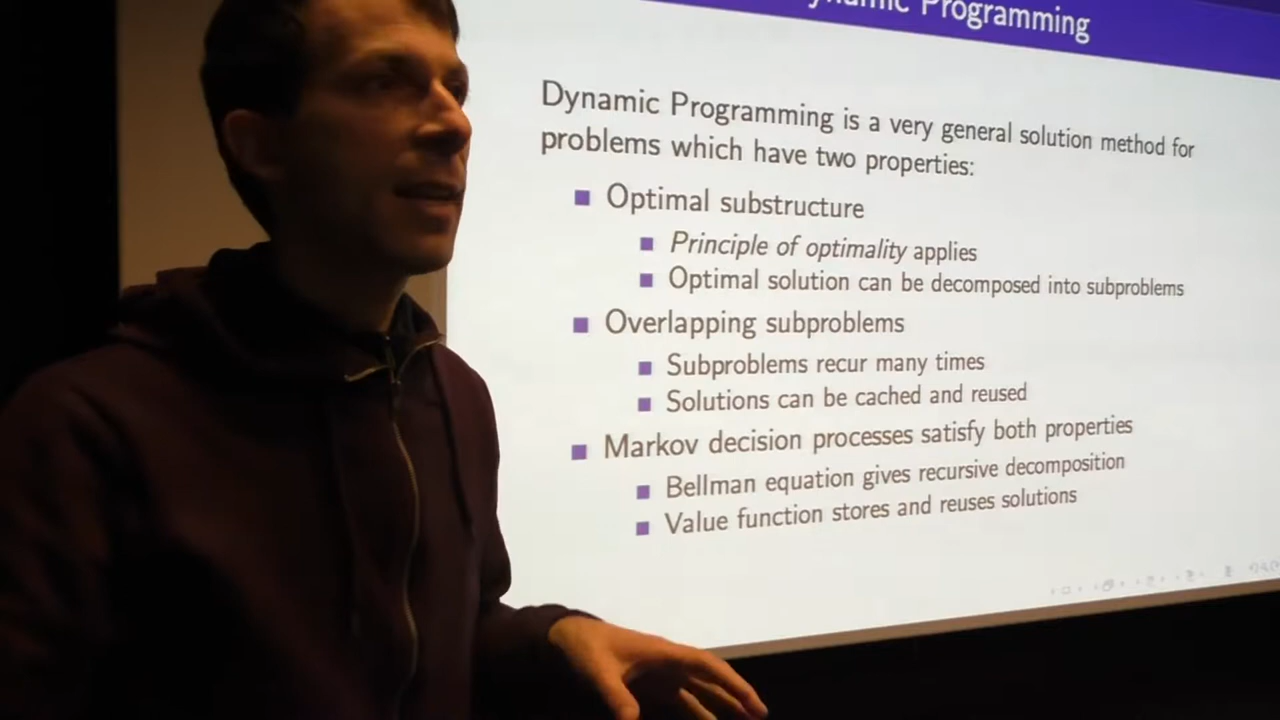 Programming
Dynamic Programming is a very general solution method for
problems which have two properties:
Optimal substructure
Principle of optimality applies
Optimal solution can be decomposed into subproblems
Overlapping subproblems
Subproblems recur many times
Solutions can be cached and reused
Markov decision processes satisfy both properties
Bellman equation gives recursive decomposition
Value function stores and reuses solutions